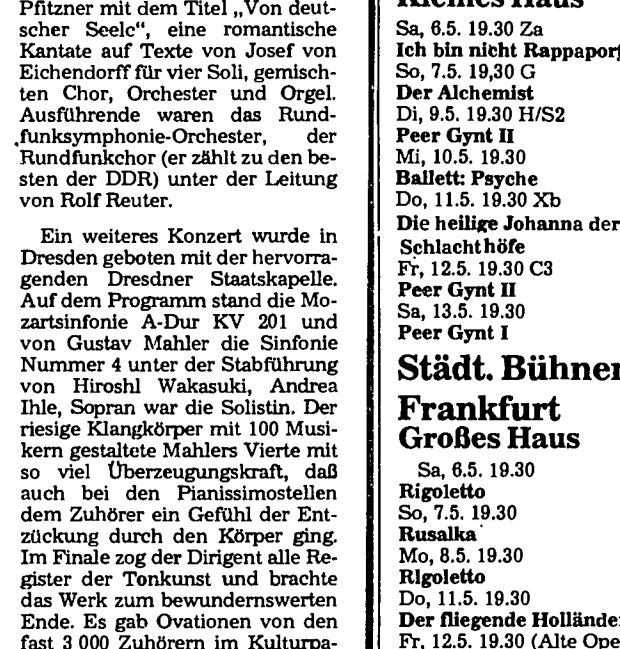 Pfitzner mit dem Titel „Von deut-
scher Seele“, eine romantische
Kantate auf Texte von Josef von
Eichendorff für vier Soli, gemisch-
ten Chor, Orchester und Orgel.
Ausführende waren das Rund-
funksymphonie-Orchester, der
Rundfunkchor (er zählt zu den be-
sten der DDR) unter der Leitung
von Rolf Reuter.
Ein weiteres Konzert wurde in
Dresden geboten mit der hervorra-
genden Dresdner Staatskapelle.
Auf dem Programm stand die Mo-
zartsinfonie A-Dur KV 201 und
von Gustav Mahler die Sinfonie
Nummer 4 unter der Stabführung
von Hiroshl Wakasuki, Andrea
Ihle, Sopran war die Solistin. Der
riesige Klangkörper mit 100 Musi-
kern gestaltete Mahlers Vierte mit
so viel Überzeugungskraft, daß
auch bei den Pianissimostellen
dem Zuhörer ein Gefühl der Ent-
zückung durch den Körper ging.
Im Finale zog der Dirigent alle Re-
gister der Tonkunst und brachte
das Werk zum bewundernswerten
Ende. Es gab Ovationen von den
fast 3 000 Zuhörern im Kulturpa-
Kleines Haus
Sa, 6.5. 19.30 Za
Ich bin nicht Rappaport
So, 7.5. 19,30 G
Der Alchemist
Di, 9.5. 19.30 H/S2
Peer Gynt II
Mi, 10.5. 19.30
Ballett: Psyche
Do, 11.5. 19.30 Xb
Die heilige Johanna der
Schlachthöfe
Fr, 12.5. 19.30 C3
Peer Gynt II
Sa, 13.5. 19.30
Peer Gynt I
Städt. Bühnen
Frankfurt
Großes Haus
Sa, 6.5. 19.30
Rigoletto
So, 7.5. 19.30
Rusalka
Mo, 8.5. 19.30
Rigoletto
Do, 11.5. 19.30
Der fliegende Holländer
Fr, 12.5. 19.30 (Alte Ope